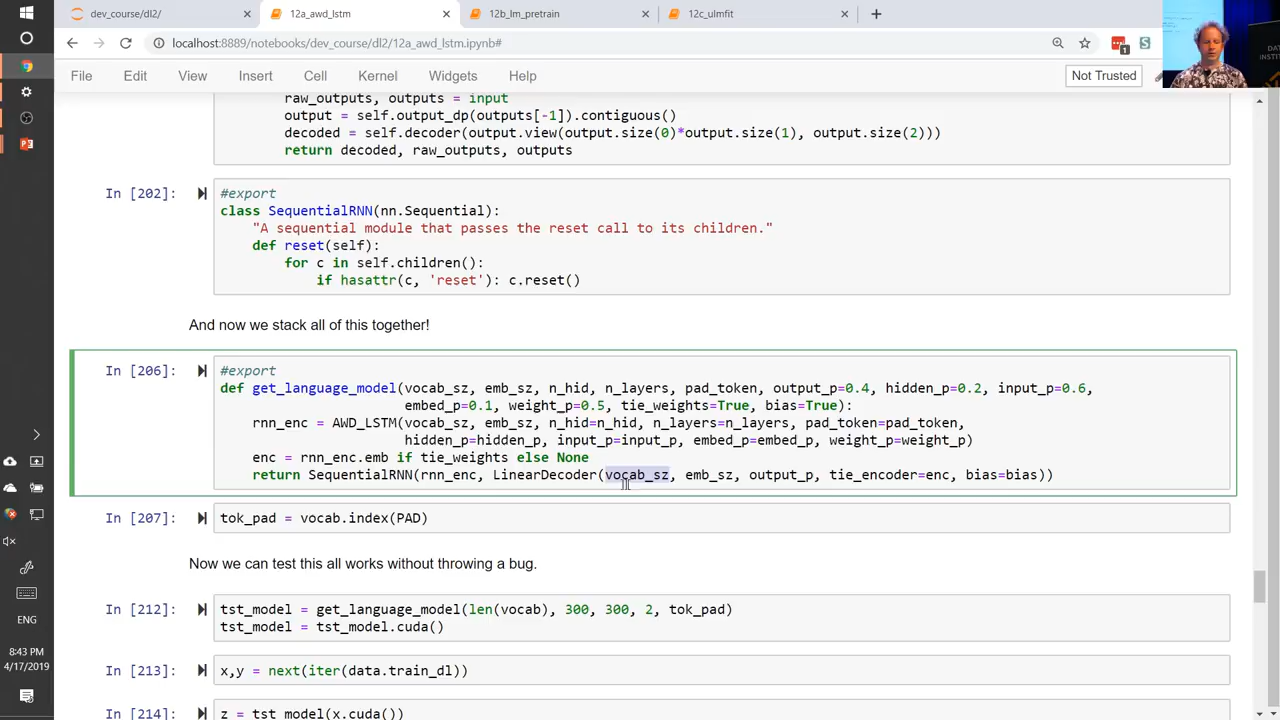 dev_course/dl2/
12a_awd_lstm
12b_lm_pretrain
12c_ulmfit
localhost:8889/notebooks/dev_course/dl2/12a_awd_lstm.ipynb#
File Edit View Insert Cell Kernel Widgets Help
Not Trusted
raw_outputs, outputs = input
output = self.output_dp(outputs[-1]).contiguous()
decoded = self.decoder(output.view(output.size(0)*output.size(1), output.size(2)))
return decoded, raw_outputs, outputs
In [202]:
#export
class SequentialRNN(nn.Sequential):
"A sequential module that passes the reset call to its children."
def reset(self):
for c in self.children():
if hasattr(c, 'reset'): c.reset()
And now we stack all of this together!
In [206]:
#export
def get_language_model(vocab_sz, emb_sz, n_hid, n_layers, pad_token, output_p=0.4, hidden_p=0.2, input_p=0.6,
embed_p=0.1, weight_p=0.5, tie_weights=True, bias=True):
rnn_enc = AWD_LSTM(vocab_sz, emb_sz, n_hid=n_hid, n_layers=n_layers, pad_token=pad_token,
hidden_p=hidden_p, input_p=input_p, embed_p=embed_p, weight_p=weight_p)
enc = rnn_enc.emb if tie_weights else None
return SequentialRNN(rnn_enc, LinearDecoder(vocab_sz, emb_sz, output_p, tie_encoder=enc, bias=bias))
In [207]:
tok_pad = vocab.index(PAD)
Now we can test this all works without throwing a bug.
In [212]:
tst_model = get_language_model(len(vocab), 300, 300, 2, tok_pad)
tst_model = tst_model.cuda()
In [213]:
x,y = next(iter(data.train_dl))
In [214]:
z = tst_model(x.cuda())
ENG
8:43 PM
4/17/2019